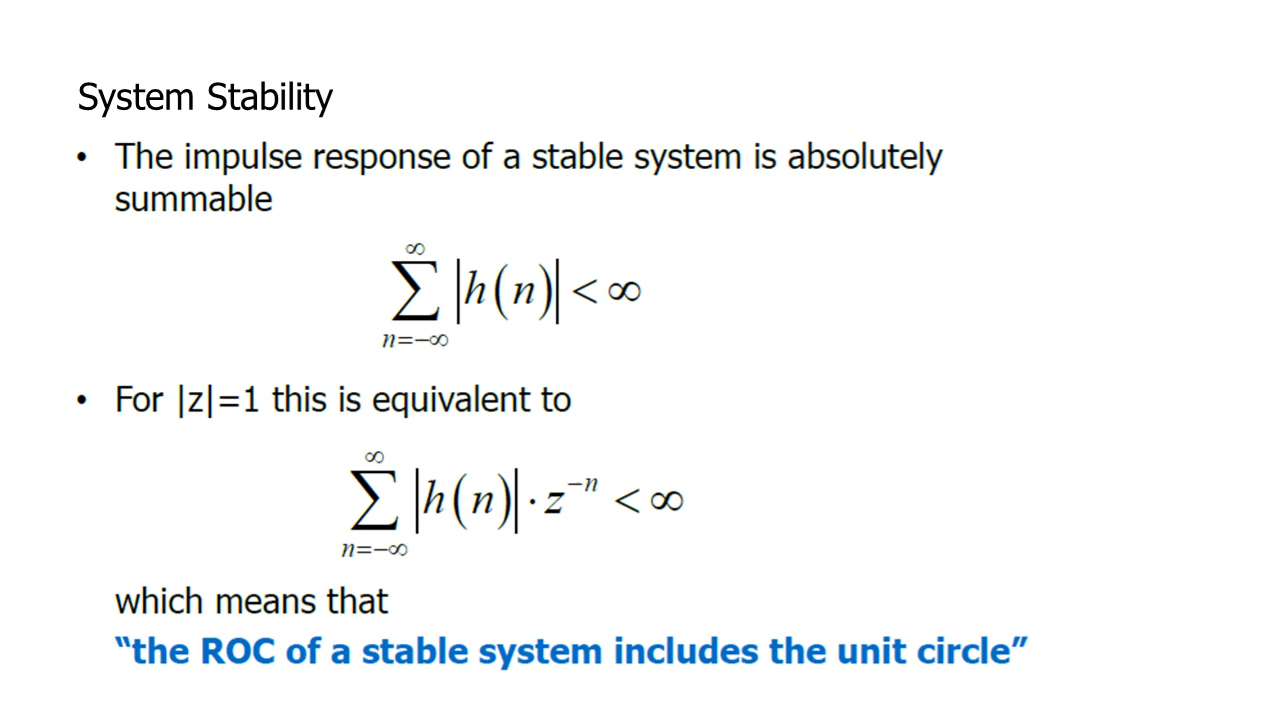 System Stability
• The impulse response of a stable system is absolutely
summable
∑_{n=-∞}^{∞} |h(n)| < ∞
• For |z|=1 this is equivalent to
∑_{n=-∞}^{∞} |h(n)| · z^{-n} < ∞
which means that
“the ROC of a stable system includes the unit circle”